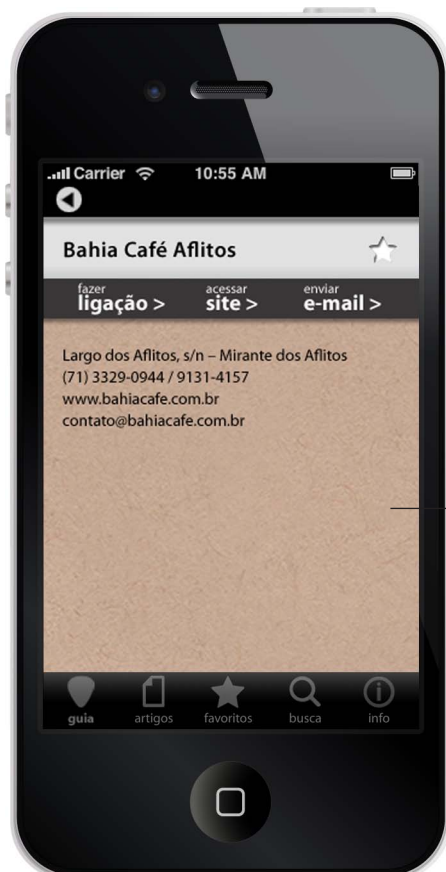 Carrier 10:55 AM
Bahia Café Aflitos
fazer acessar enviar
ligação > site > e-mail >
Largo dos Aflitos, s/n – Mirante dos Aflitos
(71) 3329-0944 / 9131-4157
www.bahiacafe.com.br
contato@bahiacafe.com.br
guia artigos favoritos busca info